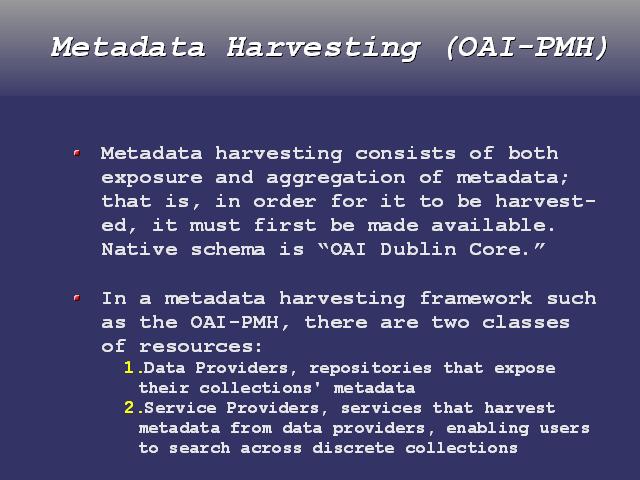 Metadata Harvesting (OAI-PMH)
Metadata harvesting consists of both
exposure and aggregation of metadata;
that is, in order for it to be harvest-
ed, it must first be made available.
Native schema is “OAI Dublin Core.”
In a metadata harvesting framework such
as the OAI-PMH, there are two classes
of resources:
1.Data Providers, repositories that expose
their collections' metadata
2.Service Providers, services that harvest
metadata from data providers, enabling users
to search across discrete collections